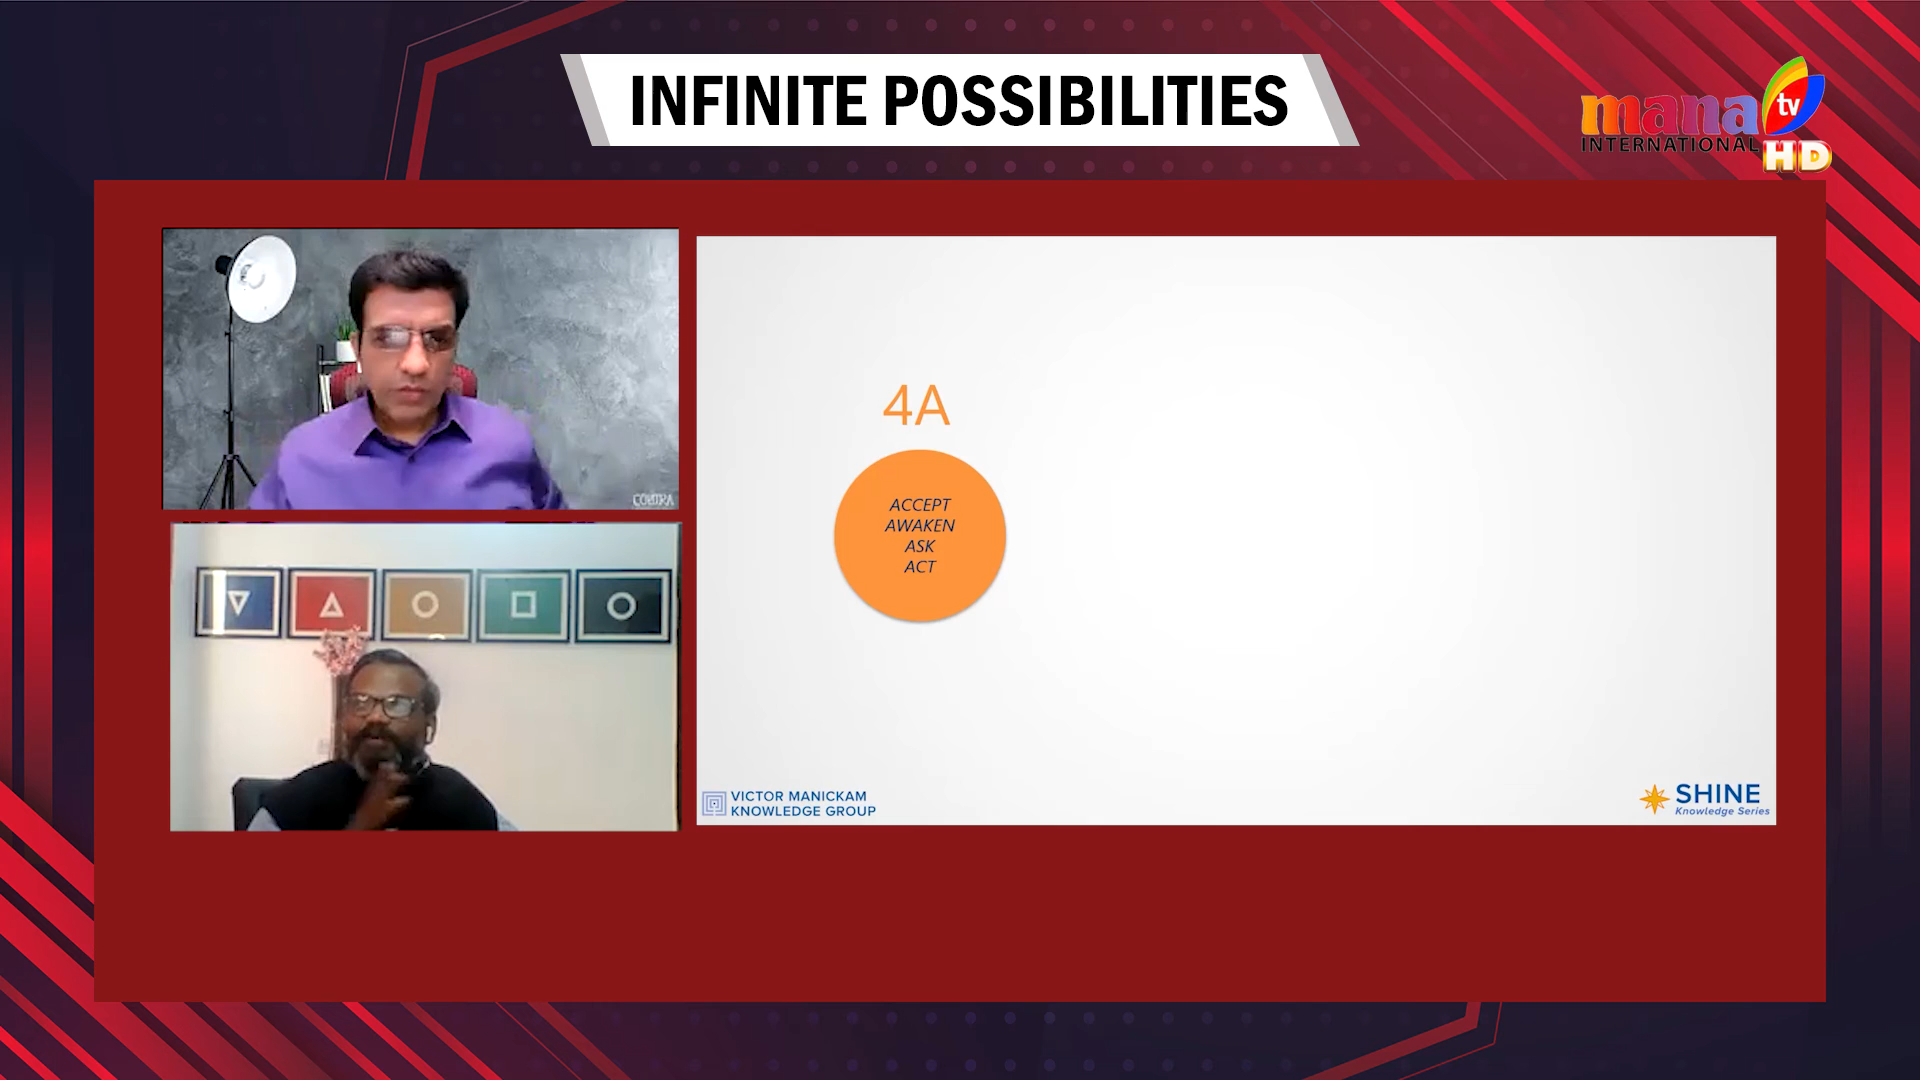 INFINITE POSSIBILITIES
mana tv
INTERNATIONAL
HD
4A
ACCEPT
AWAKEN
ASK
ACT
VICTOR MANICKAM
KNOWLEDGE GROUP
SHINE
Knowledge Series